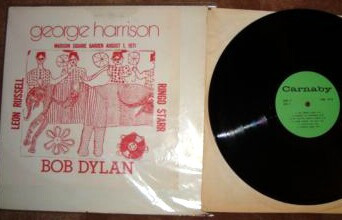 george harrison
MADISON SQUARE GARDEN AUGUST 1, 1971
LEON RUSSELL
RINGO STARR
BOB DYLAN
Carnaby